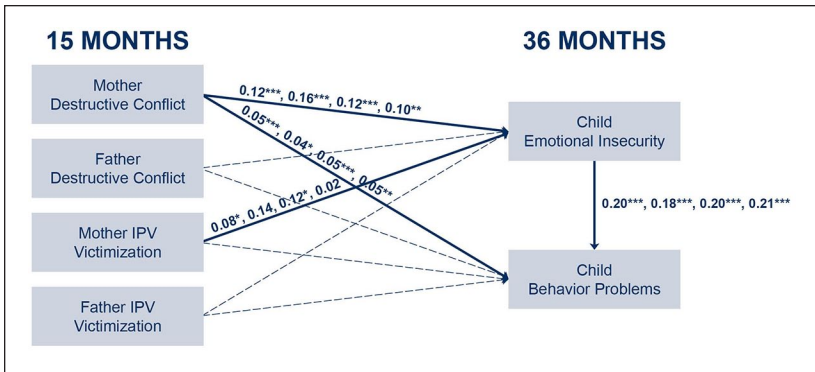 15 MONTHS
36 MONTHS
Mother
Destructive Conflict
Father
Destructive Conflict
Mother IPV
Victimization
Father IPV
Victimization
0.12***, 0.16***, 0.12***, 0.10**
0.05***, 0.04*, 0.05***, 0.05**
0.08*, 0.14, 0.12*, 0.02
Child
Emotional Insecurity
0.20***, 0.18***, 0.20***, 0.21***
Child
Behavior Problems